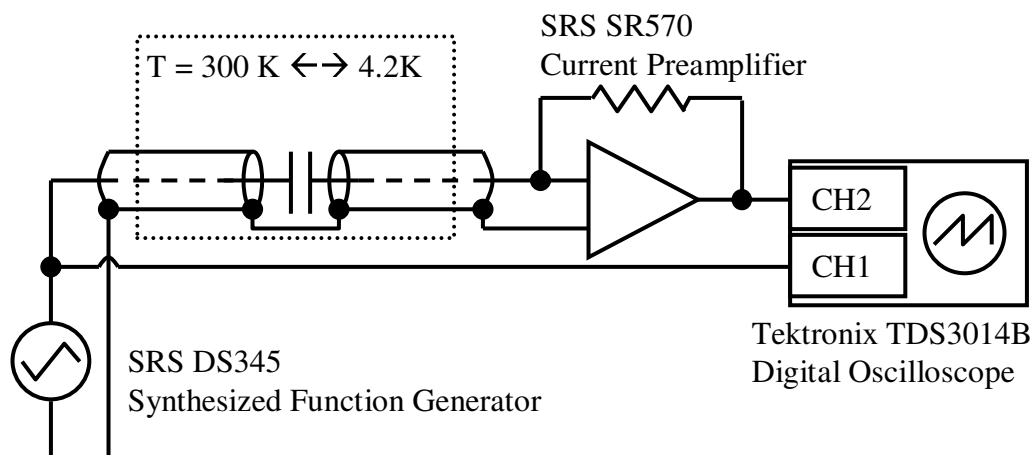 SRS SR570
Current Preamplifier
T = 300 K ←→ 4.2K
CH2
CH1
Tektronix TDS3014B
Digital Oscilloscope
SRS DS345
Synthesized Function Generator